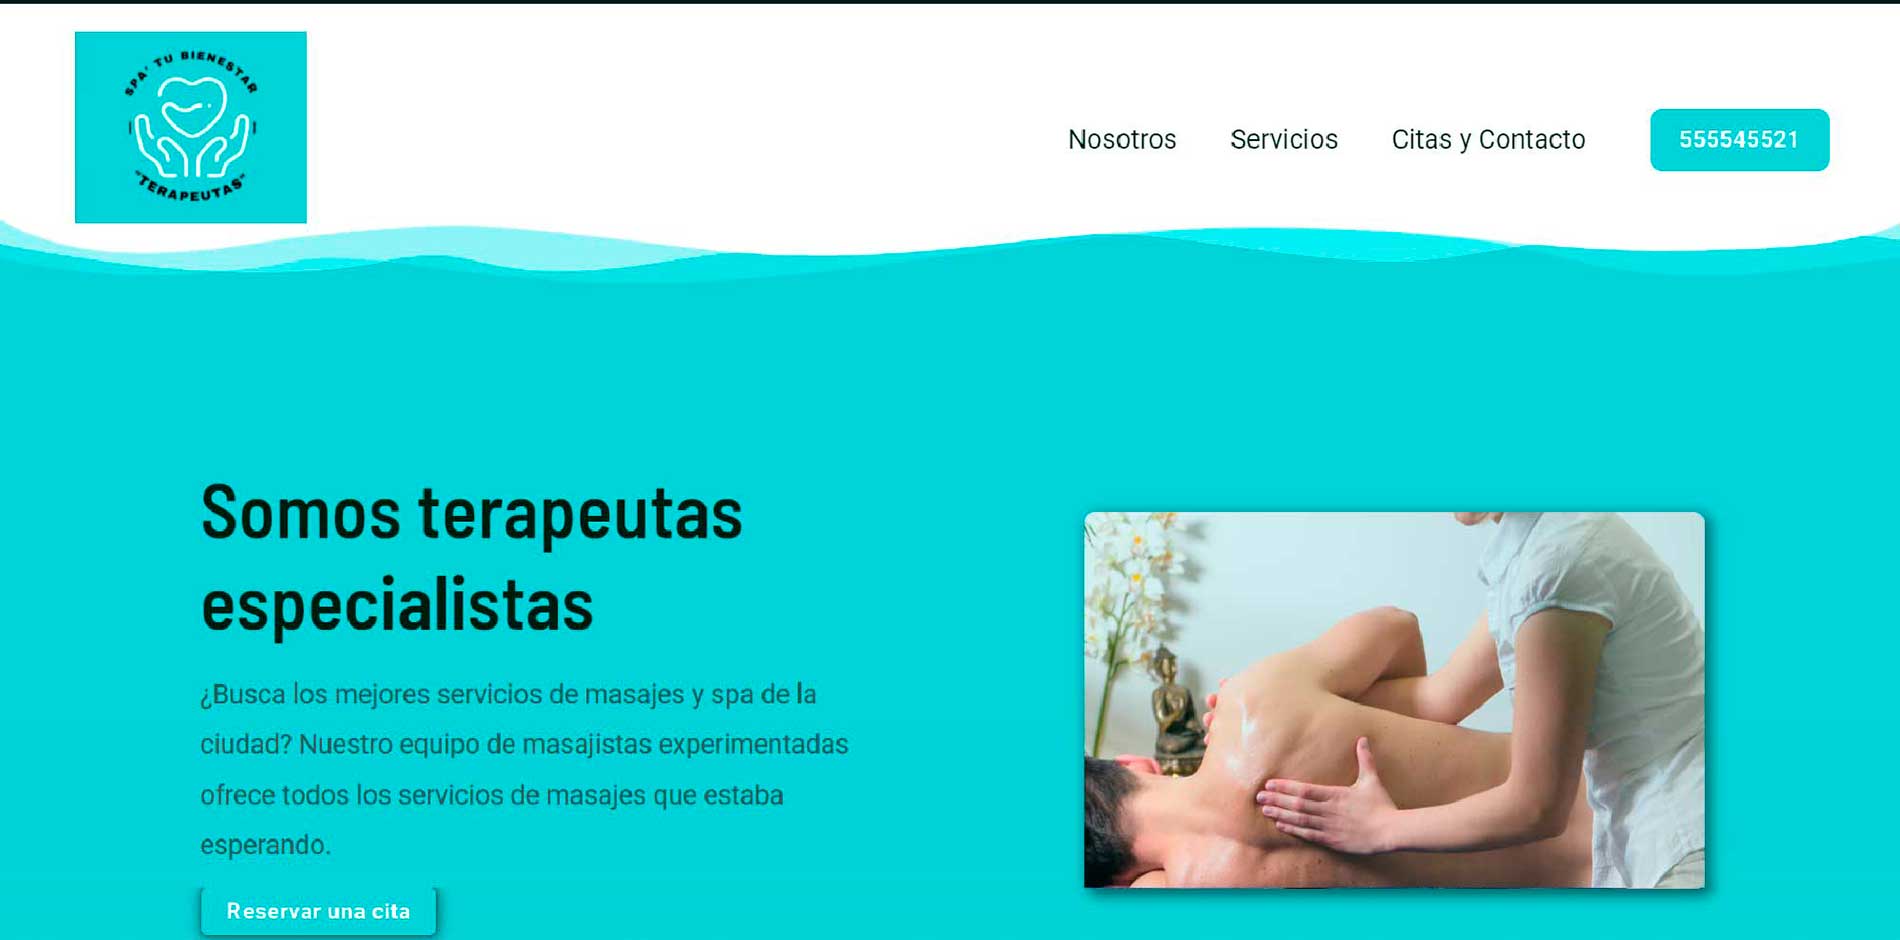 SPA' TU BIENESTAR
"TERAPEUTAS"
Nosotros
Servicios
Citas y Contacto
555545521
Somos terapeutas
especialistas
¿Busca los mejores servicios de masajes y spa de la
ciudad? Nuestro equipo de masajistas experimentadas
ofrece todos los servicios de masajes que estaba
esperando.
Reservar una cita